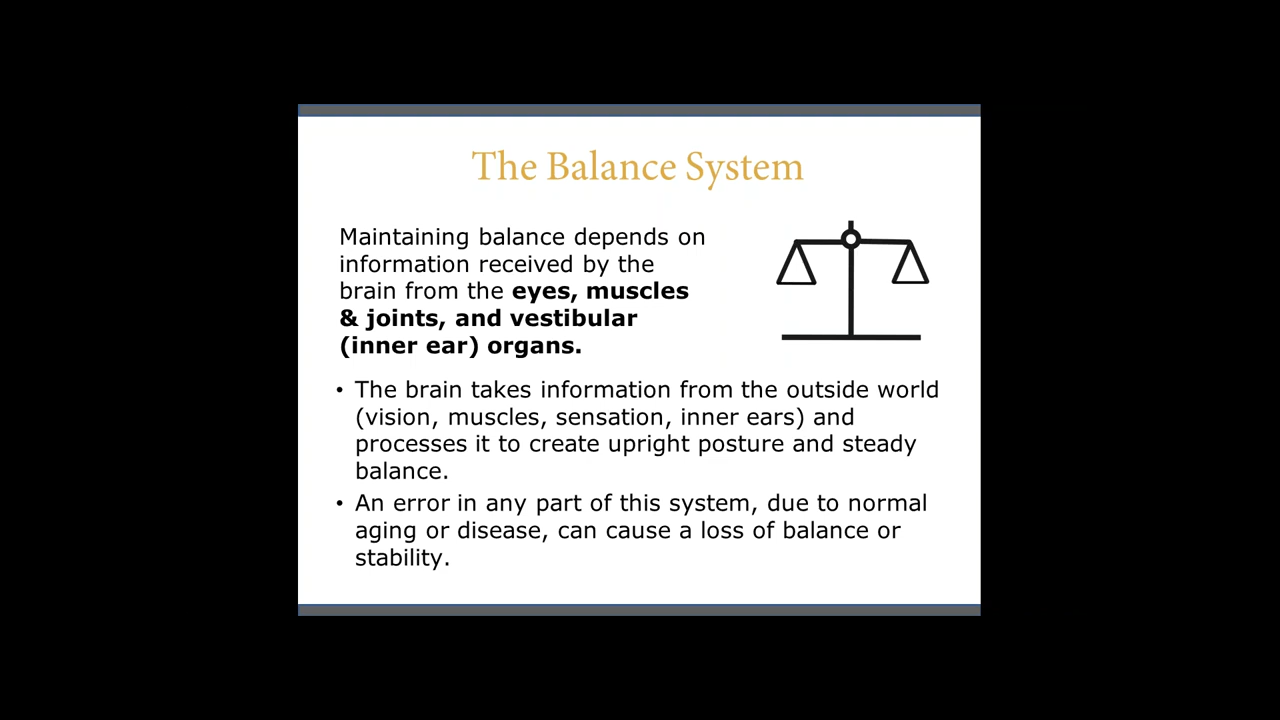 The Balance System
Maintaining balance depends on
information received by the
brain from the eyes, muscles
& joints, and vestibular
(inner ear) organs.
• The brain takes information from the outside world
(vision, muscles, sensation, inner ears) and
processes it to create upright posture and steady
balance.
• An error in any part of this system, due to normal
aging or disease, can cause a loss of balance or
stability.